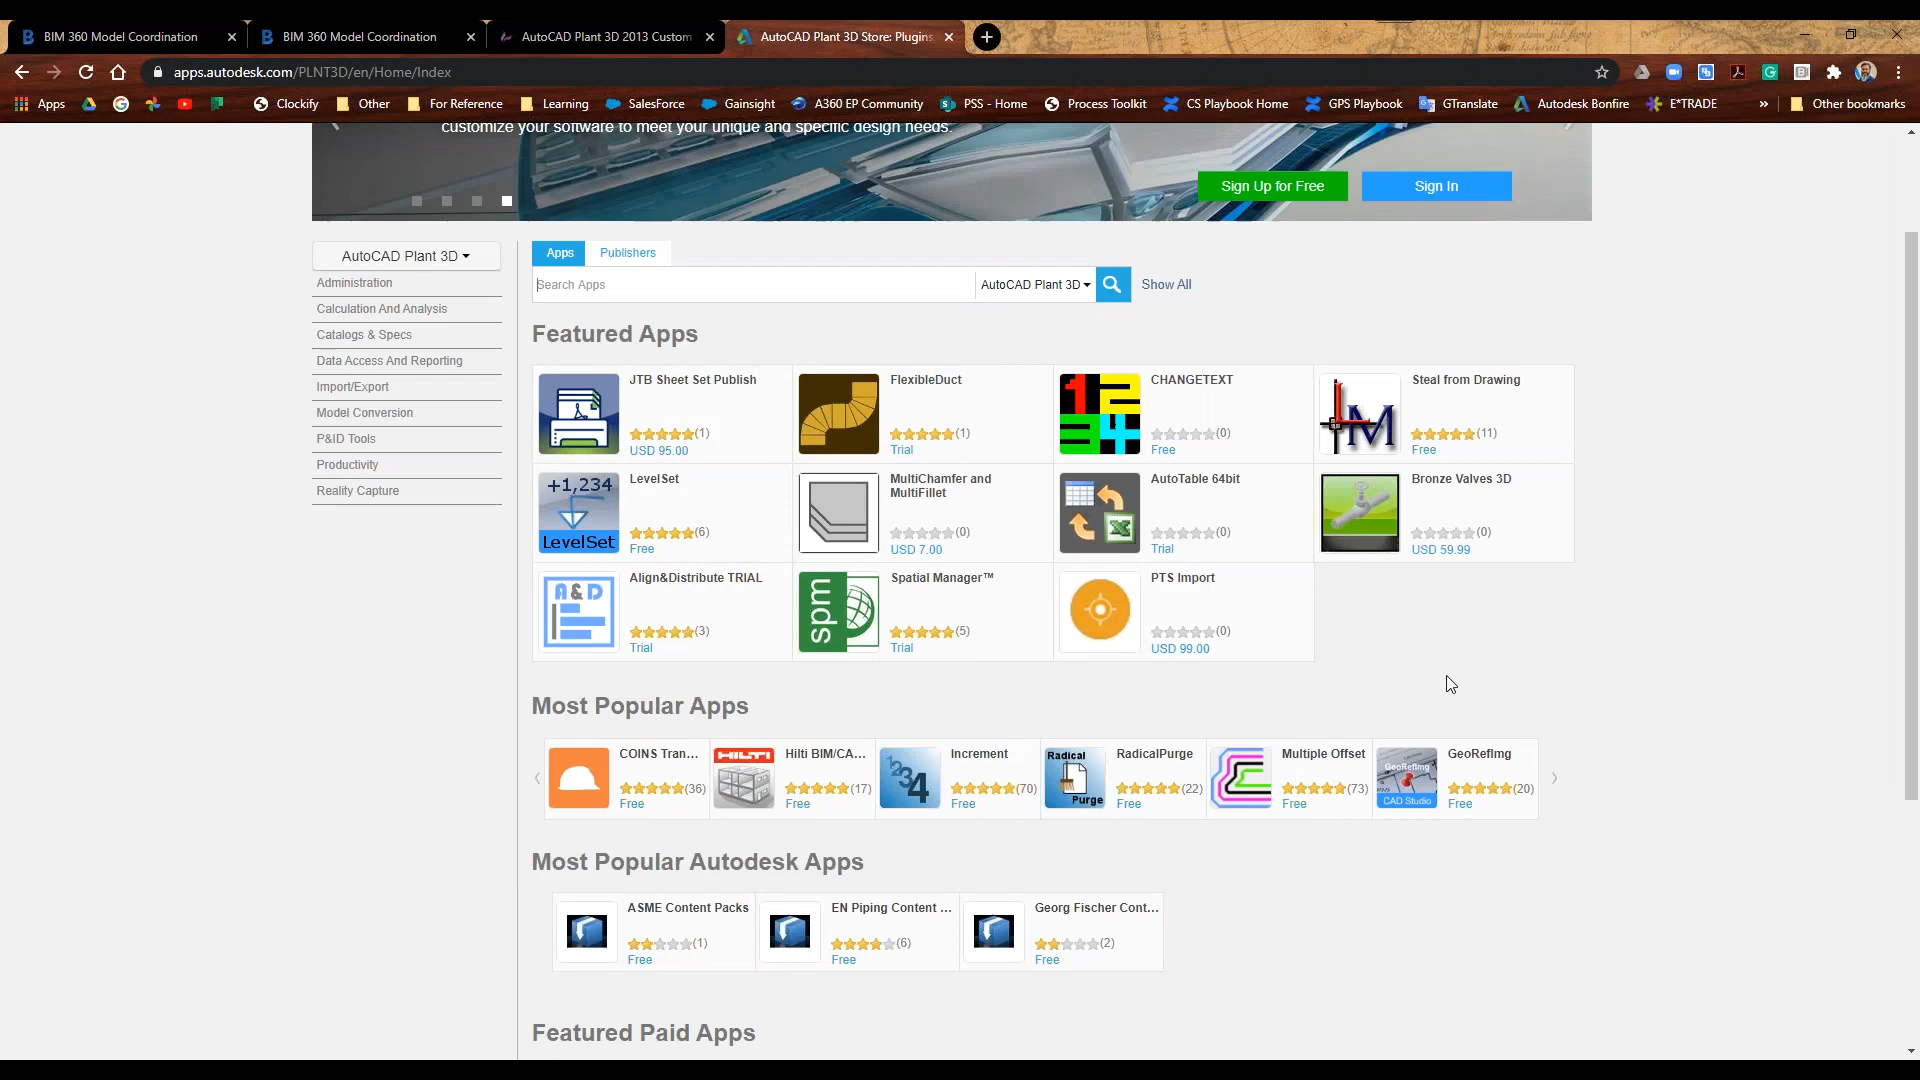 BIM 360 Model Coordination
BIM 360 Model Coordination
AutoCAD Plant 3D 2013 Custom
AutoCAD Plant 3D Store: Plugins,
apps.autodesk.com/PLNT3D/en/Home/Index
Apps
Clockify
Other
For Reference
Learning
SalesForce
Gainsight
A360 EP Community
PSS - Home
Process Toolkit
CS Playbook Home
GPS Playbook
GTranslate
Autodesk Bonfire
E*TRADE
»
Other bookmarks
customize your software to meet your unique and specific design needs.
Sign Up for Free
Sign In
AutoCAD Plant 3D
Administration
Calculation And Analysis
Catalogs & Specs
Data Access And Reporting
Import/Export
Model Conversion
P&ID Tools
Productivity
Reality Capture
Apps
Publishers
Search Apps
AutoCAD Plant 3D
Show All
Featured Apps
JTB Sheet Set Publish
(1)
USD 95.00
FlexibleDuct
(1)
Trial
1 2 3 4
CHANGETEXT
(0)
Free
M
Steal from Drawing
(11)
Free
+1,234
LevelSet
LevelSet
(6)
Free
MultiChamfer and
MultiFillet
(0)
USD 7.00
AutoTable 64bit
(0)
Trial
Bronze Valves 3D
(0)
USD 59.99
A&D
Align&Distribute TRIAL
(3)
Trial
spm
Spatial Manager™
(5)
Trial
PTS Import
(0)
USD 99.00
Most Popular Apps
COINS Tran...
(36)
Free
HILTI
Hilti BIM/CA...
(17)
Free
1234
Increment
(70)
Free
Radical
Purge
RadicalPurge
(22)
Free
Multiple Offset
(73)
Free
GeoRefImg
CAD Studio
GeoRefImg
(20)
Free
Most Popular Autodesk Apps
ASME Content Packs
(1)
Free
EN Piping Content ...
(6)
Free
Georg Fischer Cont...
(2)
Free
Featured Paid Apps